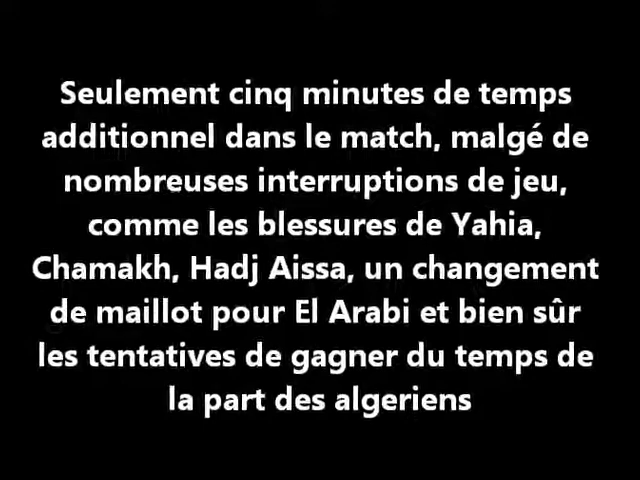 Seulement cinq minutes de temps
additionnel dans le match, malgé de
nombreuses interruptions de jeu,
comme les blessures de Yahia,
Chamakh, Hadj Aissa, un changement
de maillot pour El Arabi et bien sûr
les tentatives de gagner du temps de
la part des algeriens